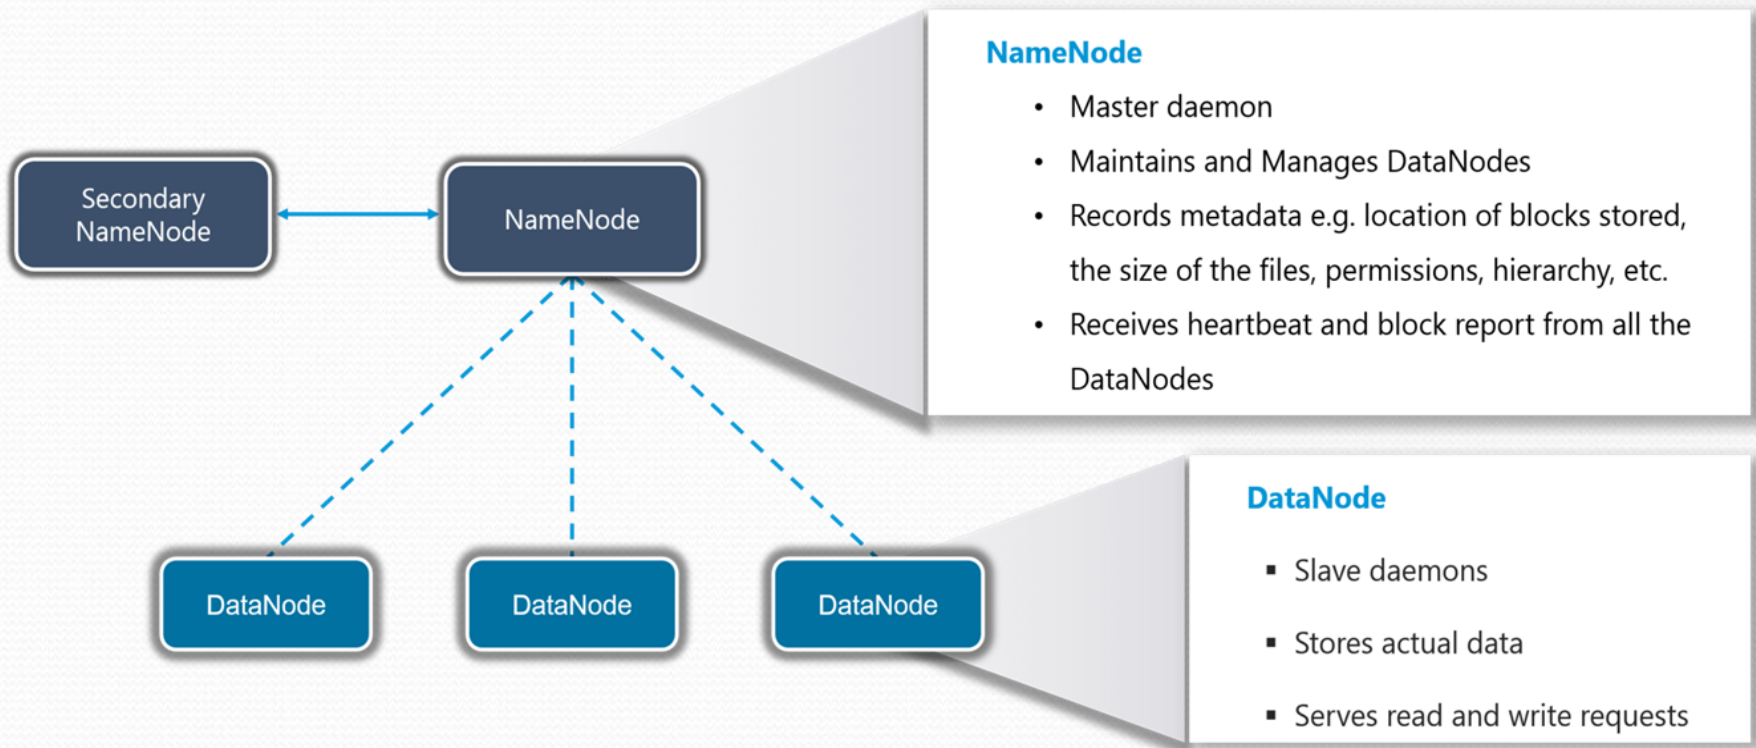 Secondary
NameNode
NameNode
DataNode
DataNode
DataNode
NameNode
• Master daemon
• Maintains and Manages DataNodes
• Records metadata e.g. location of blocks stored,
the size of the files, permissions, hierarchy, etc.
• Receives heartbeat and block report from all the
DataNodes
DataNode
▪ Slave daemons
▪ Stores actual data
▪ Serves read and write requests